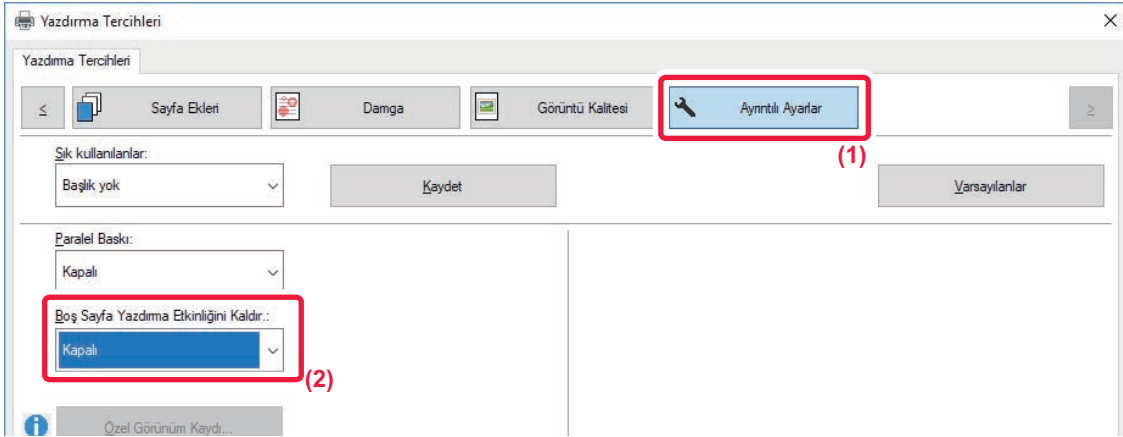 Yazdırma Tercihleri
Yazdırma Tercihleri
< Sayfa Ekleri Damga Görüntü Kalitesi Ayrıntılı Ayarlar >
(1)
Sık kullanılanlar:
Başlık yok Kaydet Varsayılanlar
Paralel Baskı:
Kapalı
Boş Sayfa Yazdırma Etkinliğini Kaldır.:
Kapalı
(2)
Özel Görünüm Kaydı...